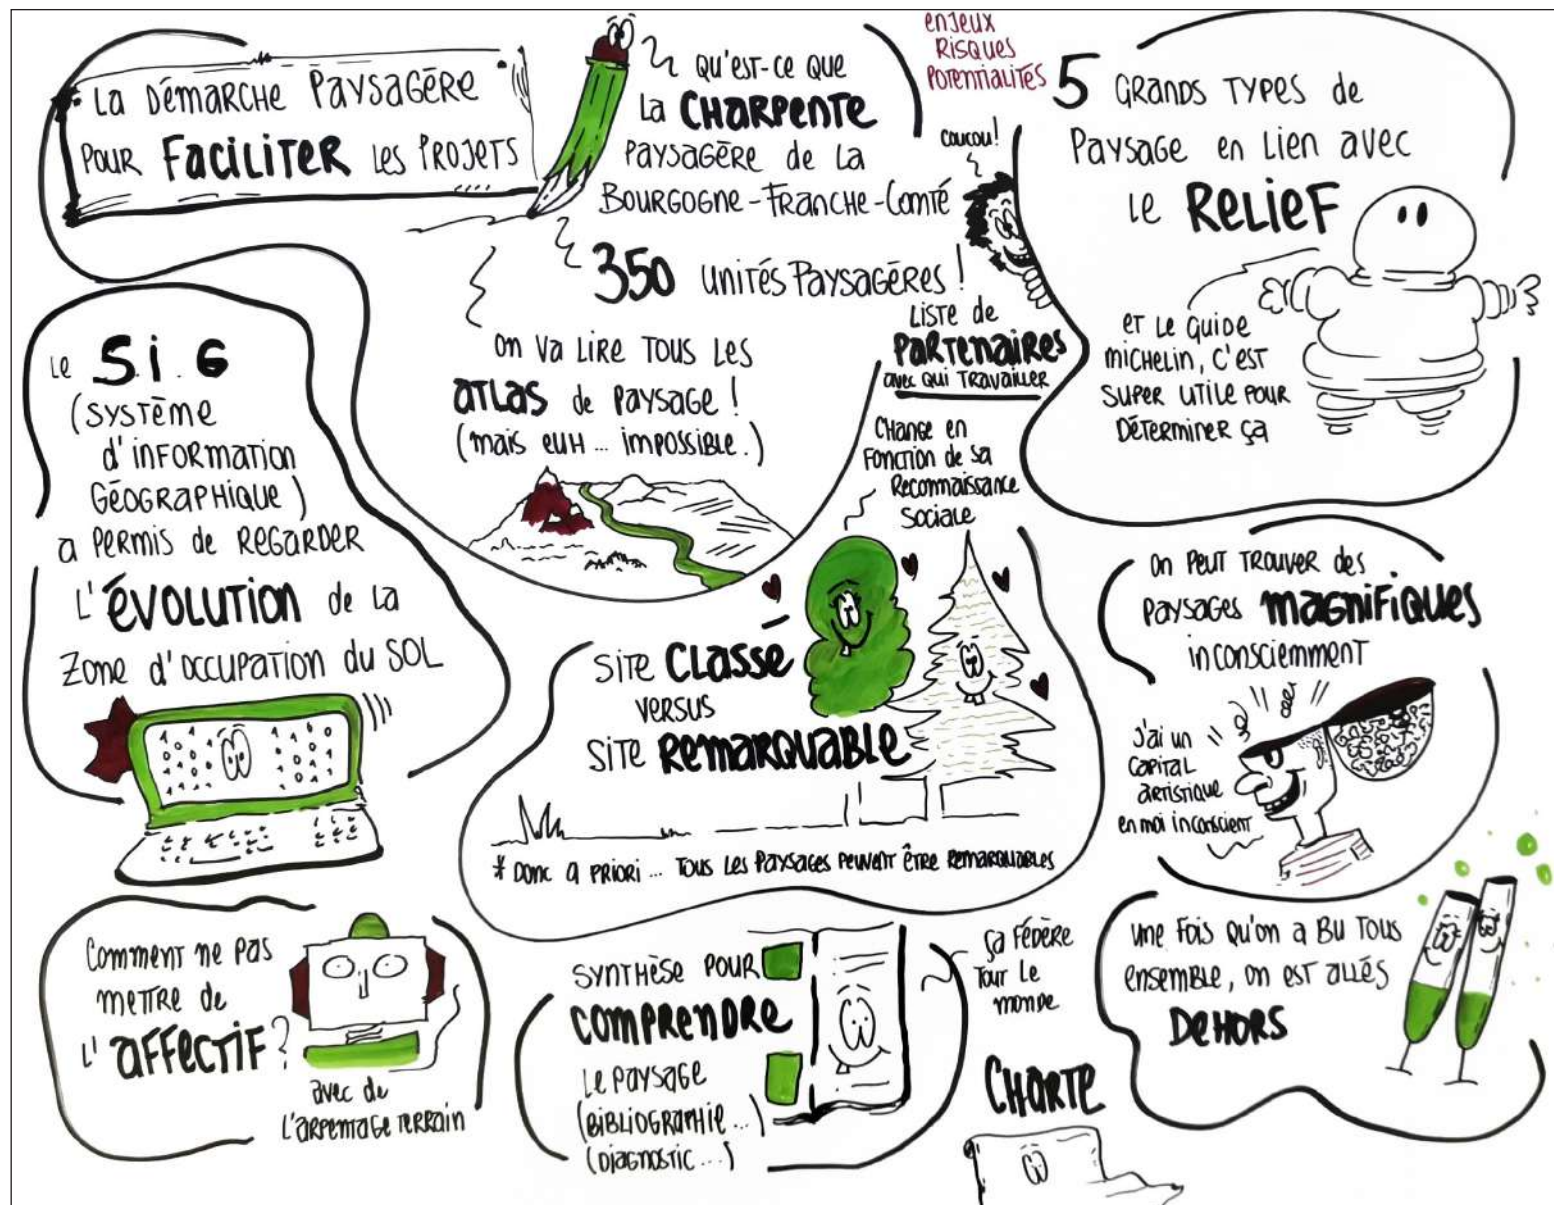 La Démarche Paysagère
pour Faciliter les Projets
Qu'est-ce que
la CHARPENTE
Paysagère de la
Bourgogne-Franche-Comté
350 unités Paysagères !
on va lire tous les
ATLAS de Paysage !
(mais euh ... impossible.)
enjeux
Risques
Potentialités
coucou !
Liste de
PARTENAIRES
avec qui travailler
5 Grands Types de
Paysage en lien avec
le RELIEF
et le Guide
Michelin, c'est
super utile pour
déterminer ça
Le S.i.G
(système
d'information
Géographique)
a permis de regarder
l'ÉVOLUTION de la
Zone d'occupation du SOL
Change en
Fonction de sa
Reconnaissance
Sociale
Site CLASSÉ
versus
Site REMARQUABLE
* Donc a priori ... Tous les Paysages peuvent être remarquables
on peut trouver des
paysages MAGNIFIQUES
inconsciemment
J'ai un
capital
artistique
en moi inconscient
Comment ne pas
mettre de
l'AFFECTIF ?
avec de
l'arpentage terrain
Synthèse pour
COMPRENDRE
le paysage
(Bibliographie ...)
(Diagnostic ...)
ça fédère
Tout le
monde
CHARTE
une fois qu'on a bu tous
ensemble, on est allés
DEHORS